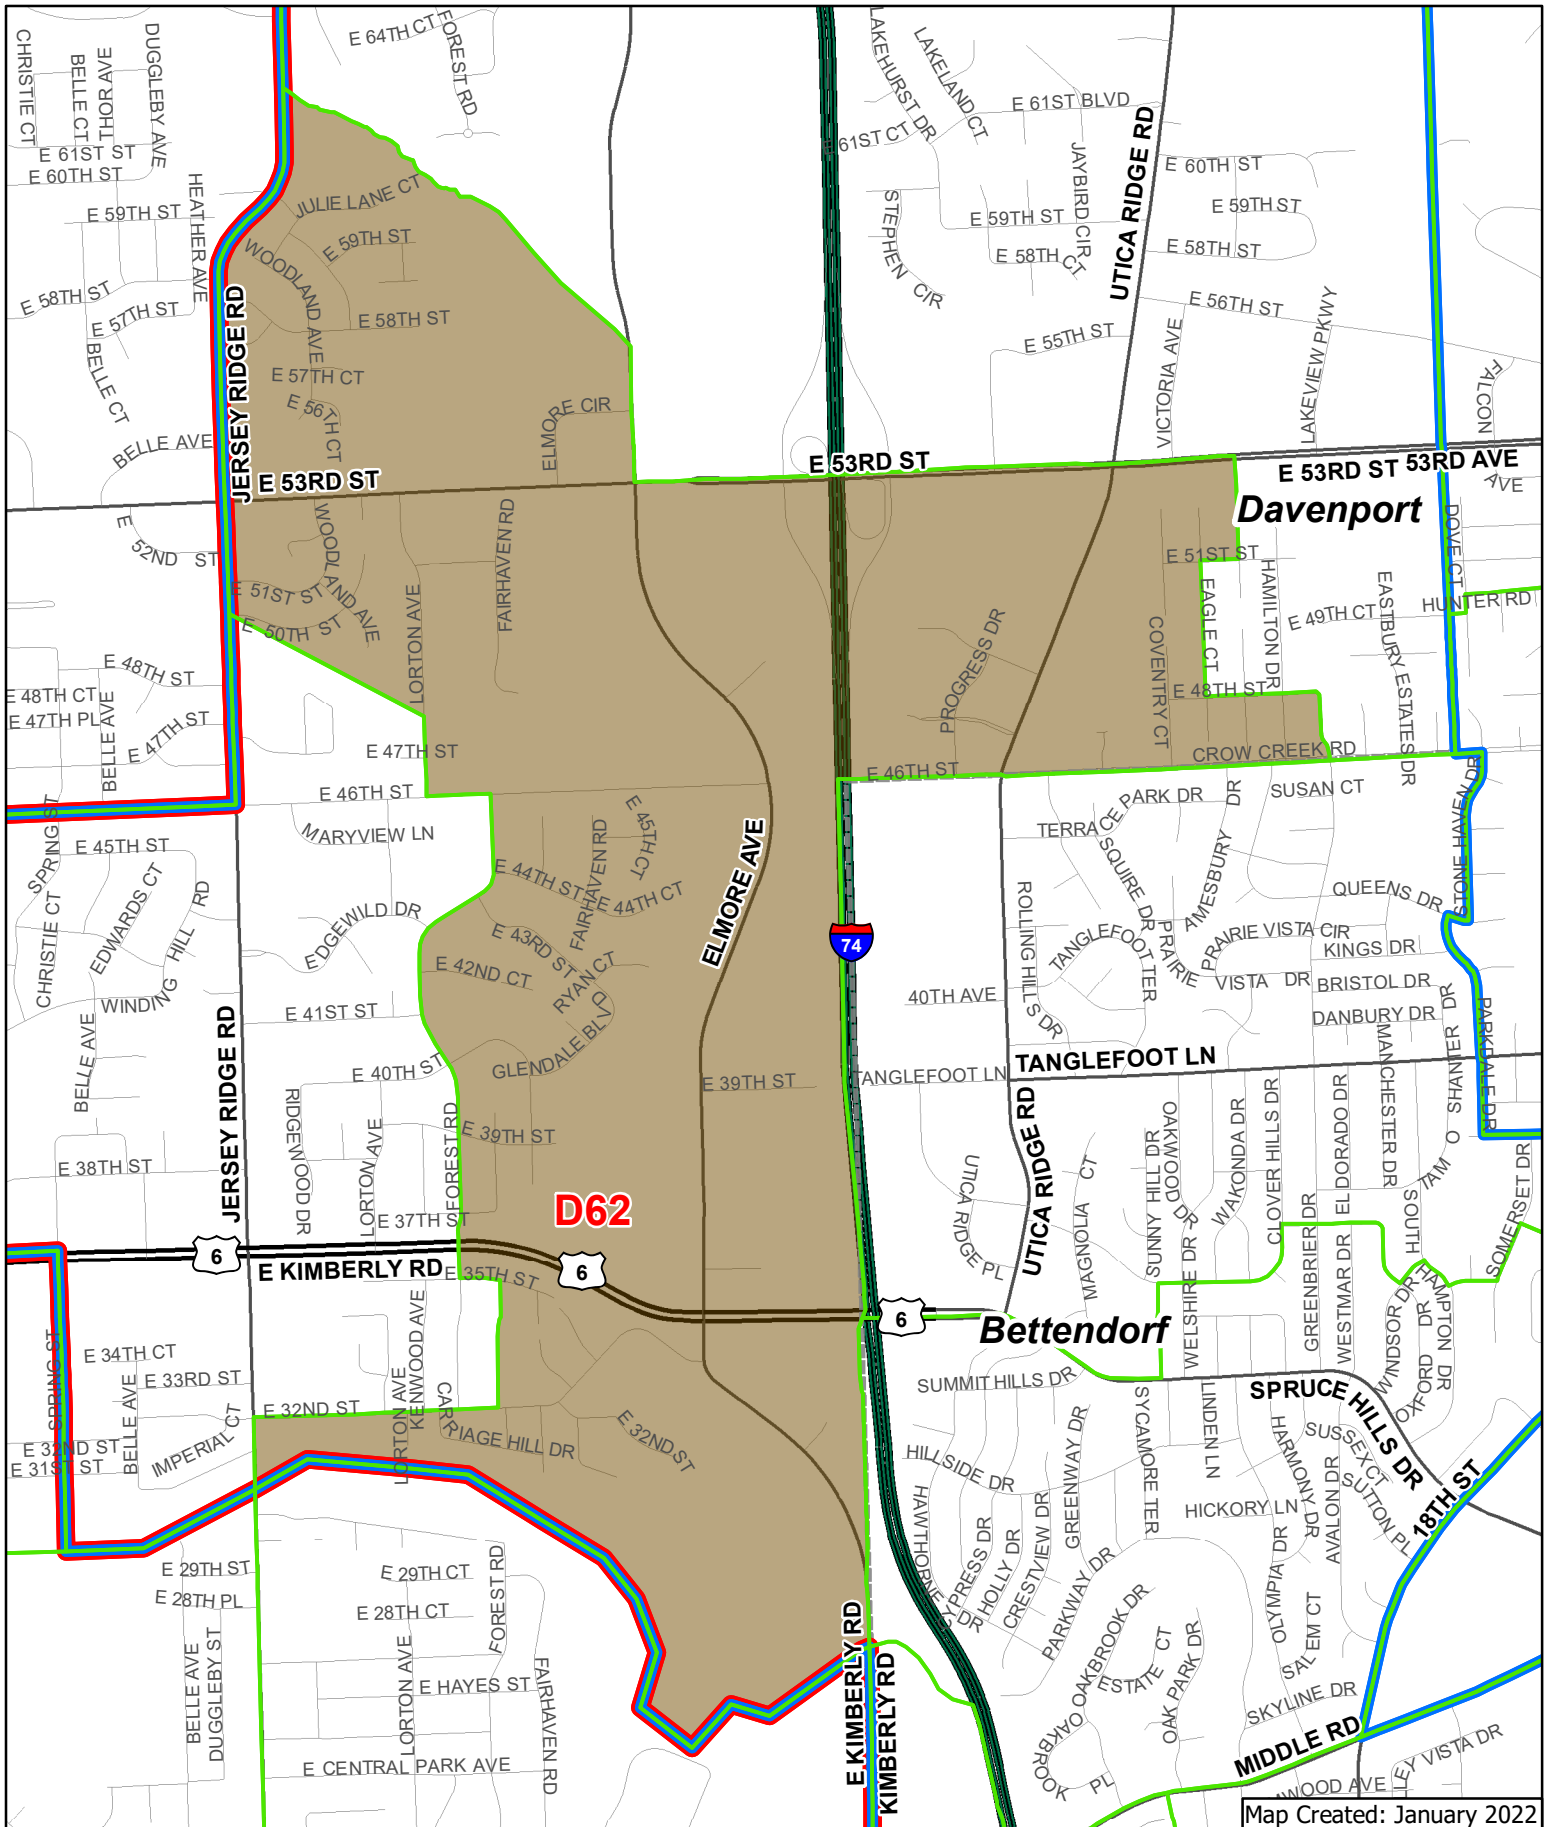 E 64TH CT
FOREST RD
CHRISTIE CT
BELLE CT
THOR AVE
DUGGLEBY AVE
LAKEHURST DR
LAKELAND CT
E 61ST BLVD
E 61ST ST
E 61ST CT
UTICA RIDGE RD
JAYBIRD CIR
E 60TH ST
E 60TH ST
HEATHER AVE
JULIE LANE CT
STEPHEN CIR
E 59TH ST
E 59TH ST
E 59TH ST
E 59TH ST
WOODLAND AVE
E 58TH CT
E 58TH ST
E 58TH ST
E 57TH ST
E 58TH ST
E 56TH ST
E 55TH ST
VICTORIA AVE
LAKEVIEW PKWY
FALCON AVE
JERSEY RIDGE RD
BELLE CT
E 57TH CT
E 56TH CT
ELMORE CIR
BELLE AVE
E 53RD ST
E 53RD ST
E 53RD ST
53RD AVE
Davenport
E 52ND ST
WOODLAND AVE
LORTON AVE
FAIRHAVEN RD
E 51ST ST
DOVE CT
EAGLE CT
HAMILTON DR
EASTBURY ESTATES DR
HUNTER RD
E 49TH CT
E 51ST ST
E 50TH ST
PROGRESS DR
COVENTRY CT
E 48TH ST
E 48TH ST
E 48TH CT
E 47TH PL
BELLE AVE
E 47TH ST
E 47TH ST
CROW CREEK RD
E 46TH ST
E 46TH ST
SUSAN CT
STONE HAVEN DR
PARK DR
TERRACE
MARYVIEW LN
E 45TH CT
SPRING ST
E 45TH ST
ELMORE AVE
SQUIRE DR
AMESBURY DR
CHRISTIE CT
EDWARDS CT
WINDING HILL RD
E 44TH ST
FAIRHAVEN RD
E 44TH CT
QUEENS DR
ROLLING HILLS DR
EDGEWILD DR
E 43RD ST
74
TANGLEFOOT TER
PRAIRIE VISTA CIR
KINGS DR
PRAIRIE VISTA DR
BRISTOL DR
E 42ND CT
RYAN CT
40TH AVE
DANBURY DR
E 41ST ST
GLENDALE BLVD
JERSEY RIDGE RD
BELLE AVE
TANGLEFOOT LN
TANGLEFOOT LN
MANCHESTER DR
TAM O SHANTER DR
PARKDALE DR
E 40TH ST
E 39TH ST
RIDGEWOOD DR
LORTON AVE
FOREST RD
E 39TH ST
E 38TH ST
UTICA RIDGE RD
UTICA RIDGE PL
MAGNOLIA CT
SUNNY HILL DR
OAKWOOD DR
WAKONDA DR
CLOVER HILLS DR
EL DORADO DR
D62
E 37TH ST
SOUTH HAMPTON DR
SOMERSET DR
6
E KIMBERLY RD
6
E 35TH ST
6
Bettendorf
WELSHIRE DR
GREENBRIER DR
WESTMAR DR
WINDSOR DR
OXFORD DR
SPRING ST
E 34TH CT
KENWOOD AVE
LORTON AVE
E 33RD ST
BELLE AVE
CARRIAGE HILL DR
E 32ND ST
E 32ND ST
SUMMIT HILLS DR
SPRUCE HILLS DR
SYCAMORE TER
LINDEN LN
HARMONY DR
SUSSEX CT
18TH ST
E 32ND ST
E 31ST ST
IMPERIAL CT
HILLSIDE DR
GREENWAY DR
HICKORY LN
AVALON DR
SUTTON PL
HAWTHORNE DR
CYPRESS DR
HOLLY DR
CRESTVIEW DR
E 29TH ST
E 28TH PL
E 29TH CT
E 28TH CT
FOREST RD
PARKWAY DR
OLYMPIA DR
SALEM CT
BELLE AVE
DUGGLEBY ST
LORTON AVE
E HAYES ST
FAIRHAVEN RD
E KIMBERLY RD
KIMBERLY RD
OAKBROOK DR
ESTATE CT
OAK PARK DR
SKYLINE DR
E CENTRAL PARK AVE
OAKBROOK PL
MIDDLE RD
Map Created: January 2022